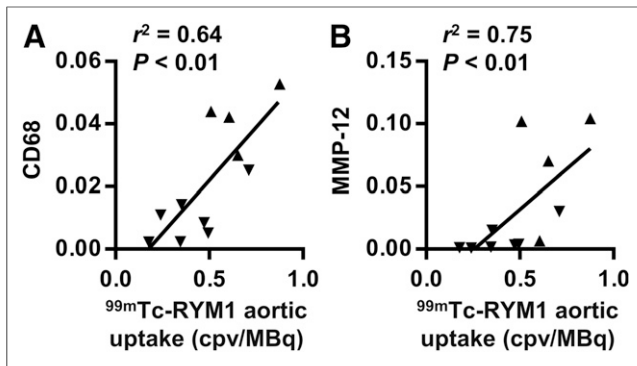 A
r² = 0.64
P < 0.01
CD68
0.06
0.04
0.02
0.00
0.0
0.5
1.0
⁹⁹ᵐTc-RYM1 aortic
uptake (cpv/MBq)
B
r² = 0.75
P < 0.01
MMP-12
0.15
0.10
0.05
0.00
0.0
0.5
1.0
⁹⁹ᵐTc-RYM1 aortic
uptake (cpv/MBq)